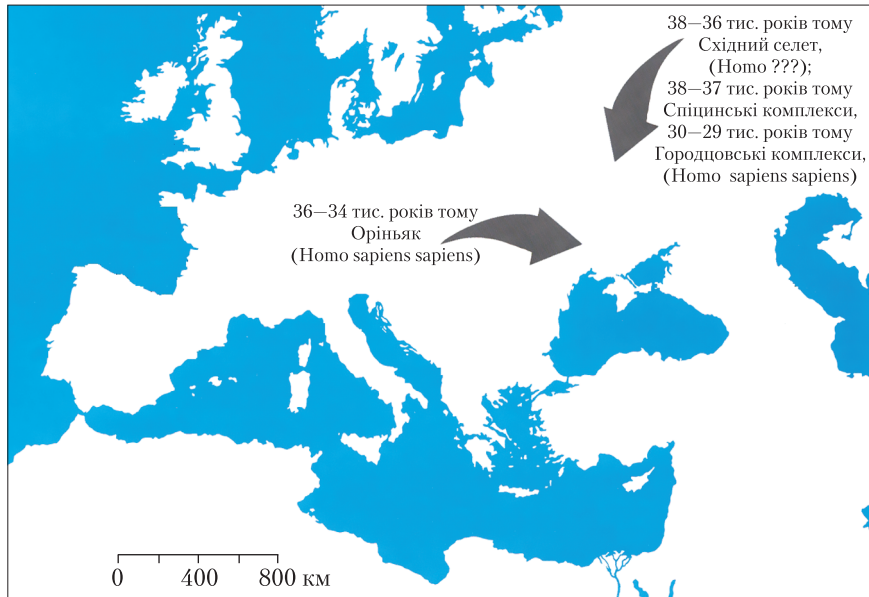 38–36 тис. років тому
Східний селет,
(Homo ???);
38–37 тис. років тому
Спіцинські комплекси,
30–29 тис. років тому
Городцовські комплекси,
(Homo sapiens sapiens)
36–34 тис. років тому
Оріньяк
(Homo sapiens sapiens)
0 400 800 км